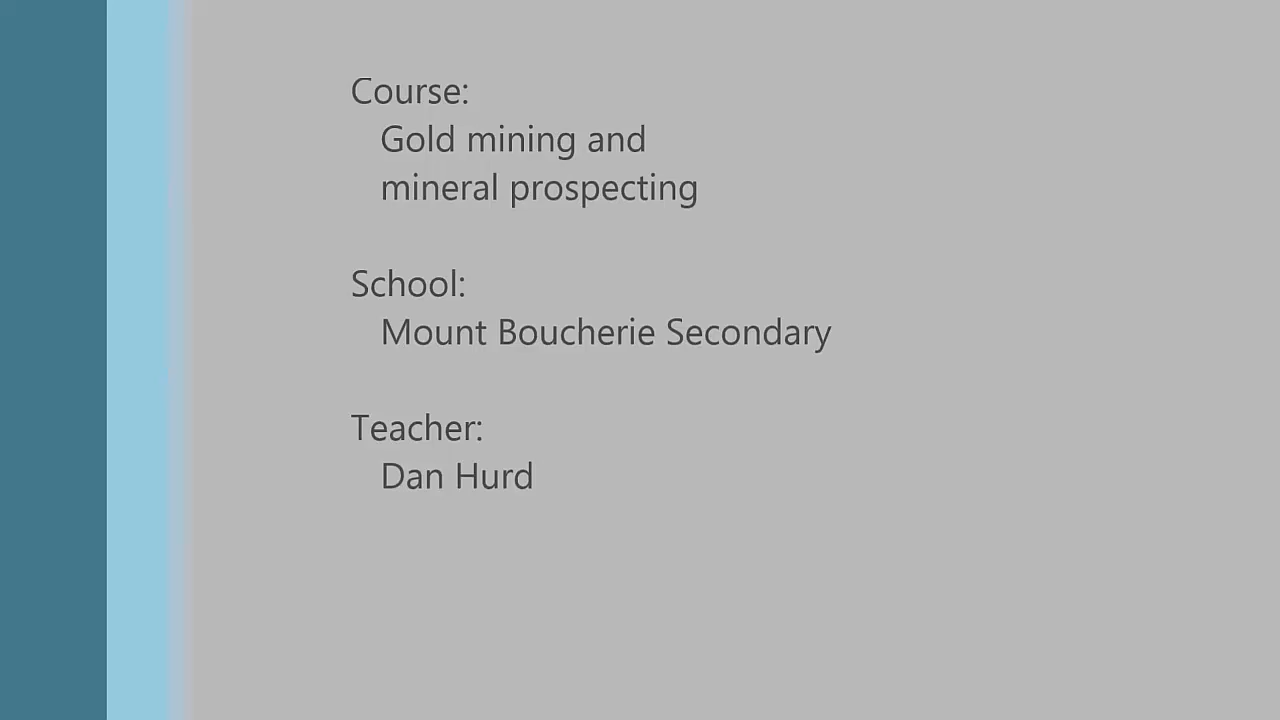 Course:
Gold mining and
mineral prospecting
School:
Mount Boucherie Secondary
Teacher:
Dan Hurd